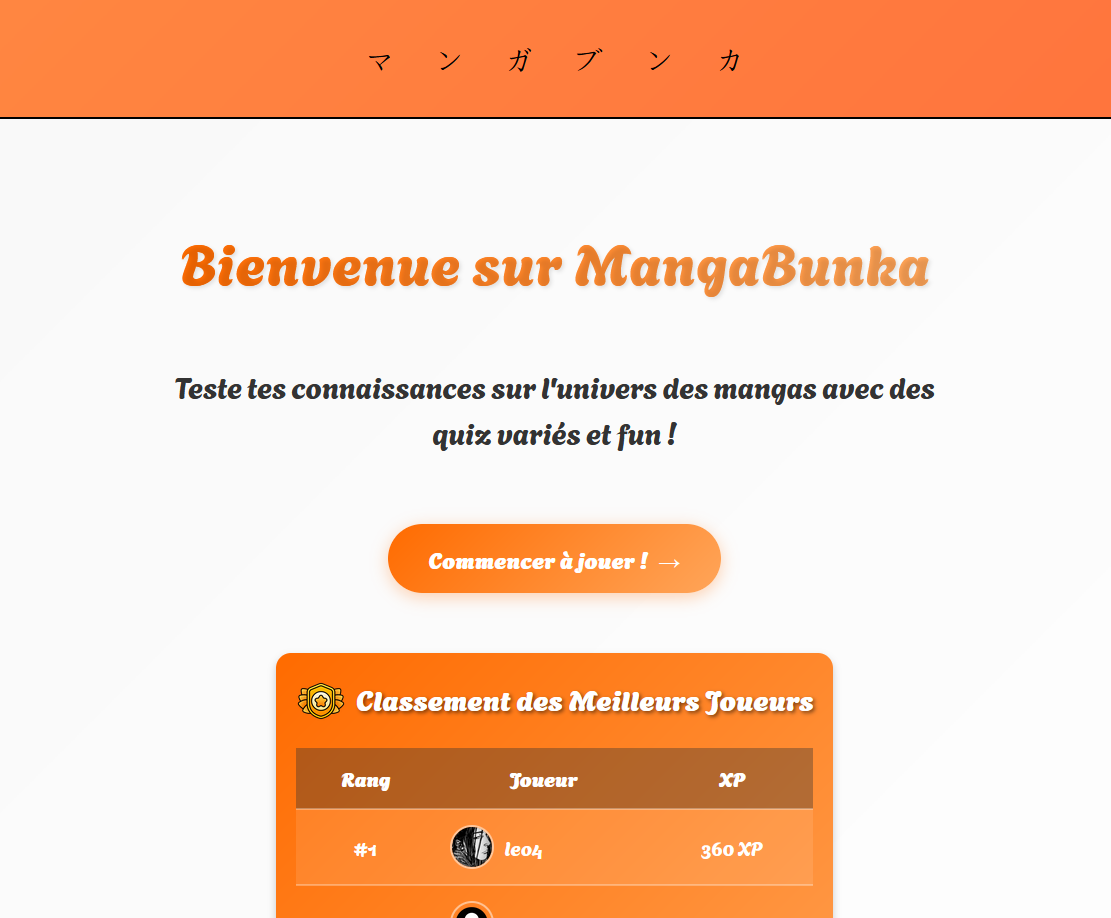 マンガブンカ
Bienvenue sur MangaBunka
Teste tes connaissances sur l'univers des mangas avec des
quiz variés et fun !
Commencer à jouer ! →
Classement des Meilleurs Joueurs
Rang Joueur XP
#1 leo4 360 XP